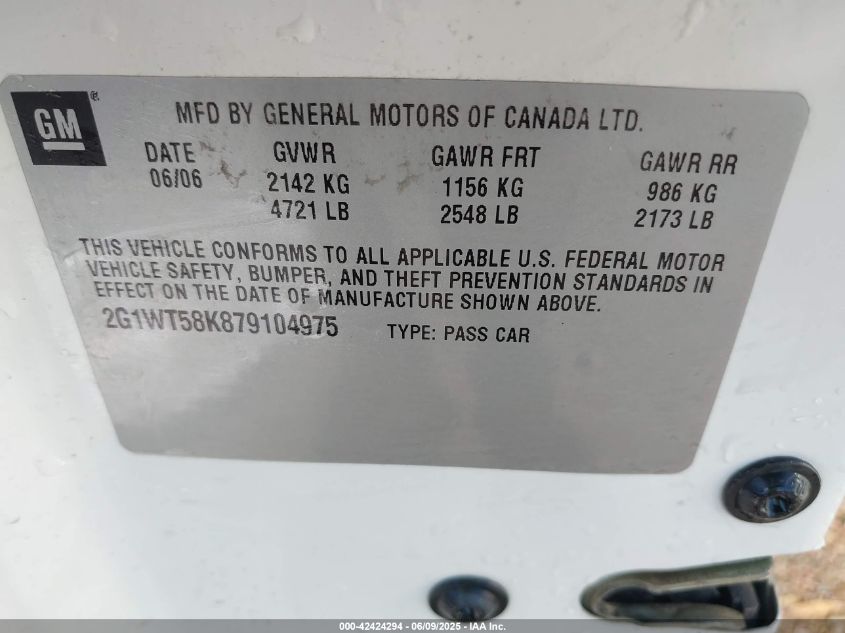 GM®
MFD BY GENERAL MOTORS OF CANADA LTD.
DATE GVWR GAWR FRT GAWR RR
06/06 2142 KG 1156 KG 986 KG
4721 LB 2548 LB 2173 LB
THIS VEHICLE CONFORMS TO ALL APPLICABLE U.S. FEDERAL MOTOR
VEHICLE SAFETY, BUMPER, AND THEFT PREVENTION STANDARDS IN
EFFECT ON THE DATE OF MANUFACTURE SHOWN ABOVE.
2G1WT58K879104975 TYPE: PASS CAR
000-42424294 - 06/09/2025 - IAA Inc.